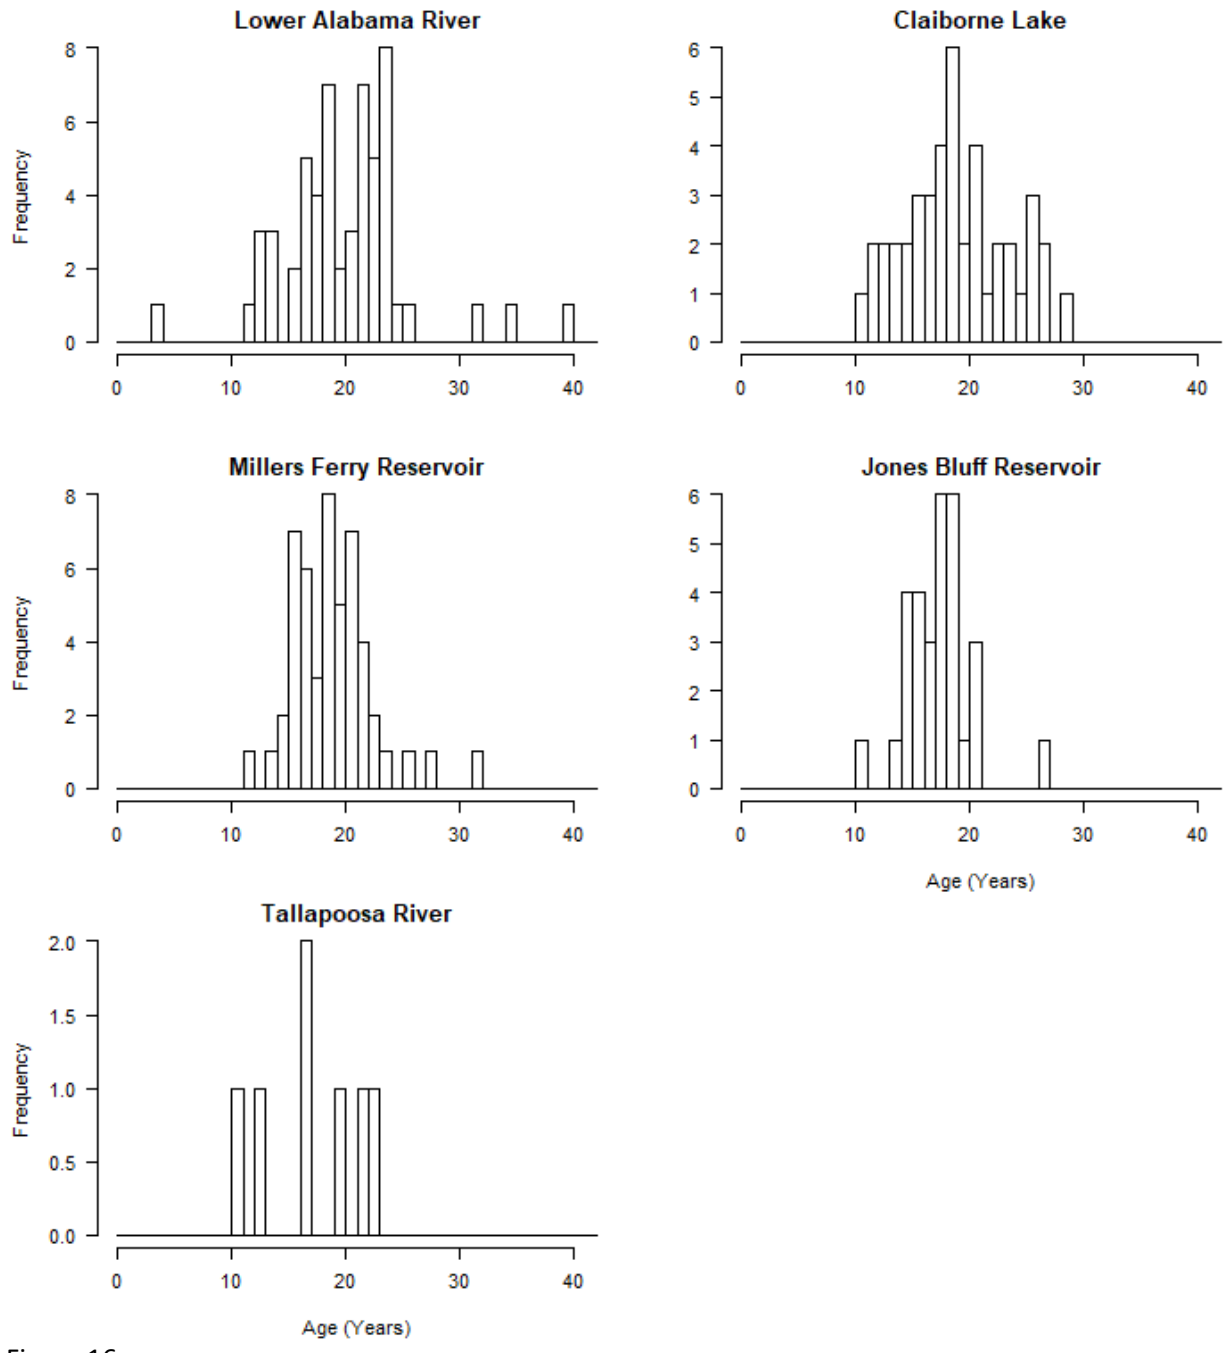 Lower Alabama River
Claiborne Lake
Frequency
8
6
4
2
0
0 10 20 30 40
6
5
4
3
2
1
0
0 10 20 30 40
Millers Ferry Reservoir
Jones Bluff Reservoir
Frequency
8
6
4
2
0
0 10 20 30 40
6
5
4
3
2
1
0
0 10 20 30 40
Age (Years)
Tallapoosa River
Frequency
2.0
1.5
1.0
0.5
0.0
0 10 20 30 40
Age (Years)